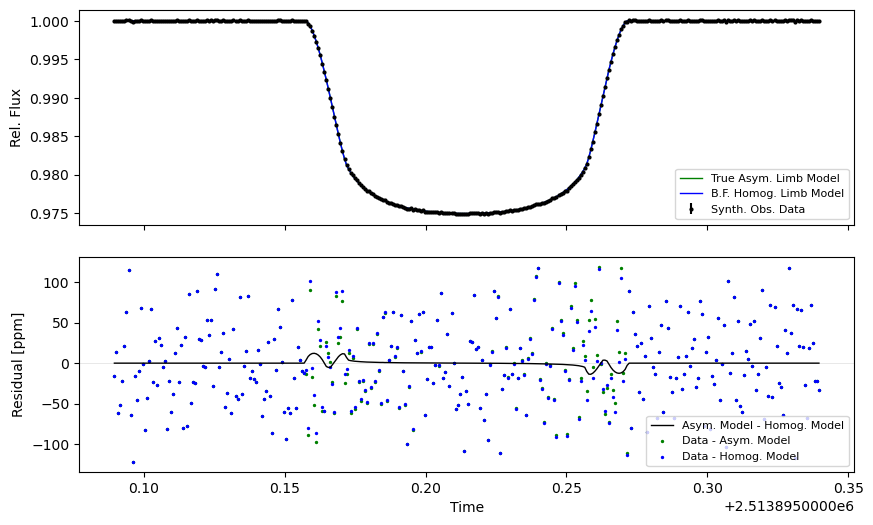 1.000
0.995
0.990
0.985
0.980
0.975
Rel. Flux
True Asym. Limb Model
B.F. Homog. Limb Model
Synth. Obs. Data
100
50
0
−50
−100
Residual [ppm]
Asym. Model - Homog. Model
Data - Asym. Model
Data - Homog. Model
0.10
0.15
0.20
0.25
0.30
0.35
Time
+2.5138950000e6